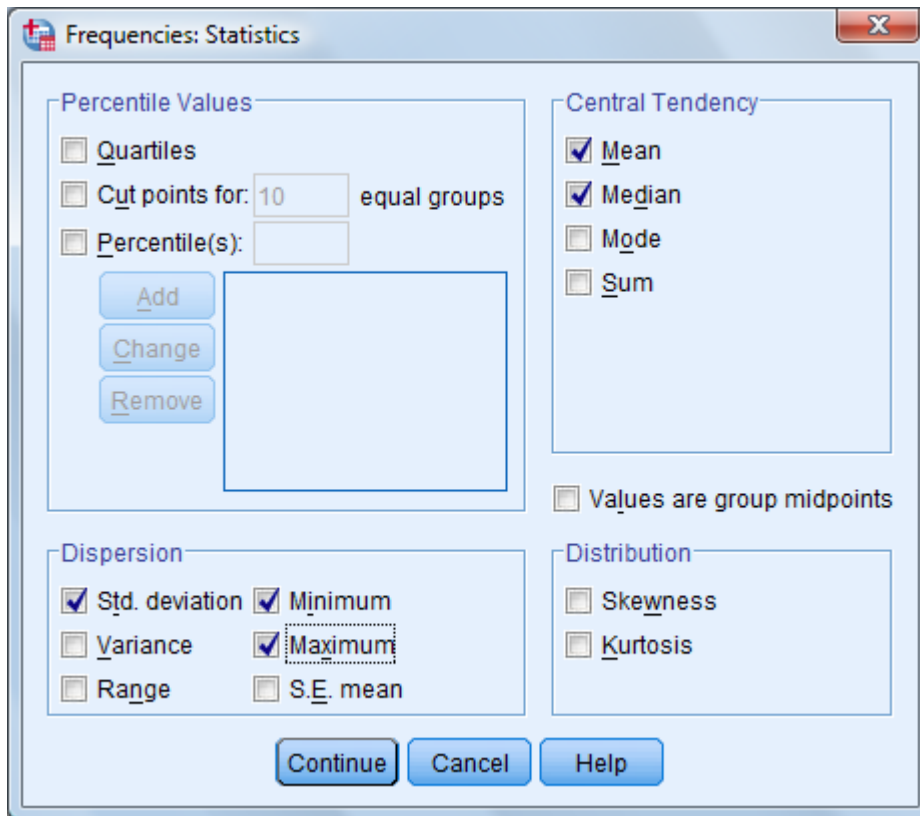 Frequencies: Statistics
Percentile Values
Quartiles
Cut points for: 10 equal groups
Percentile(s):
Add
Change
Remove
Central Tendency
Mean
Median
Mode
Sum
Values are group midpoints
Dispersion
Std. deviation Minimum
Variance Maximum
Range S.E. mean
Distribution
Skewness
Kurtosis
Continue Cancel Help